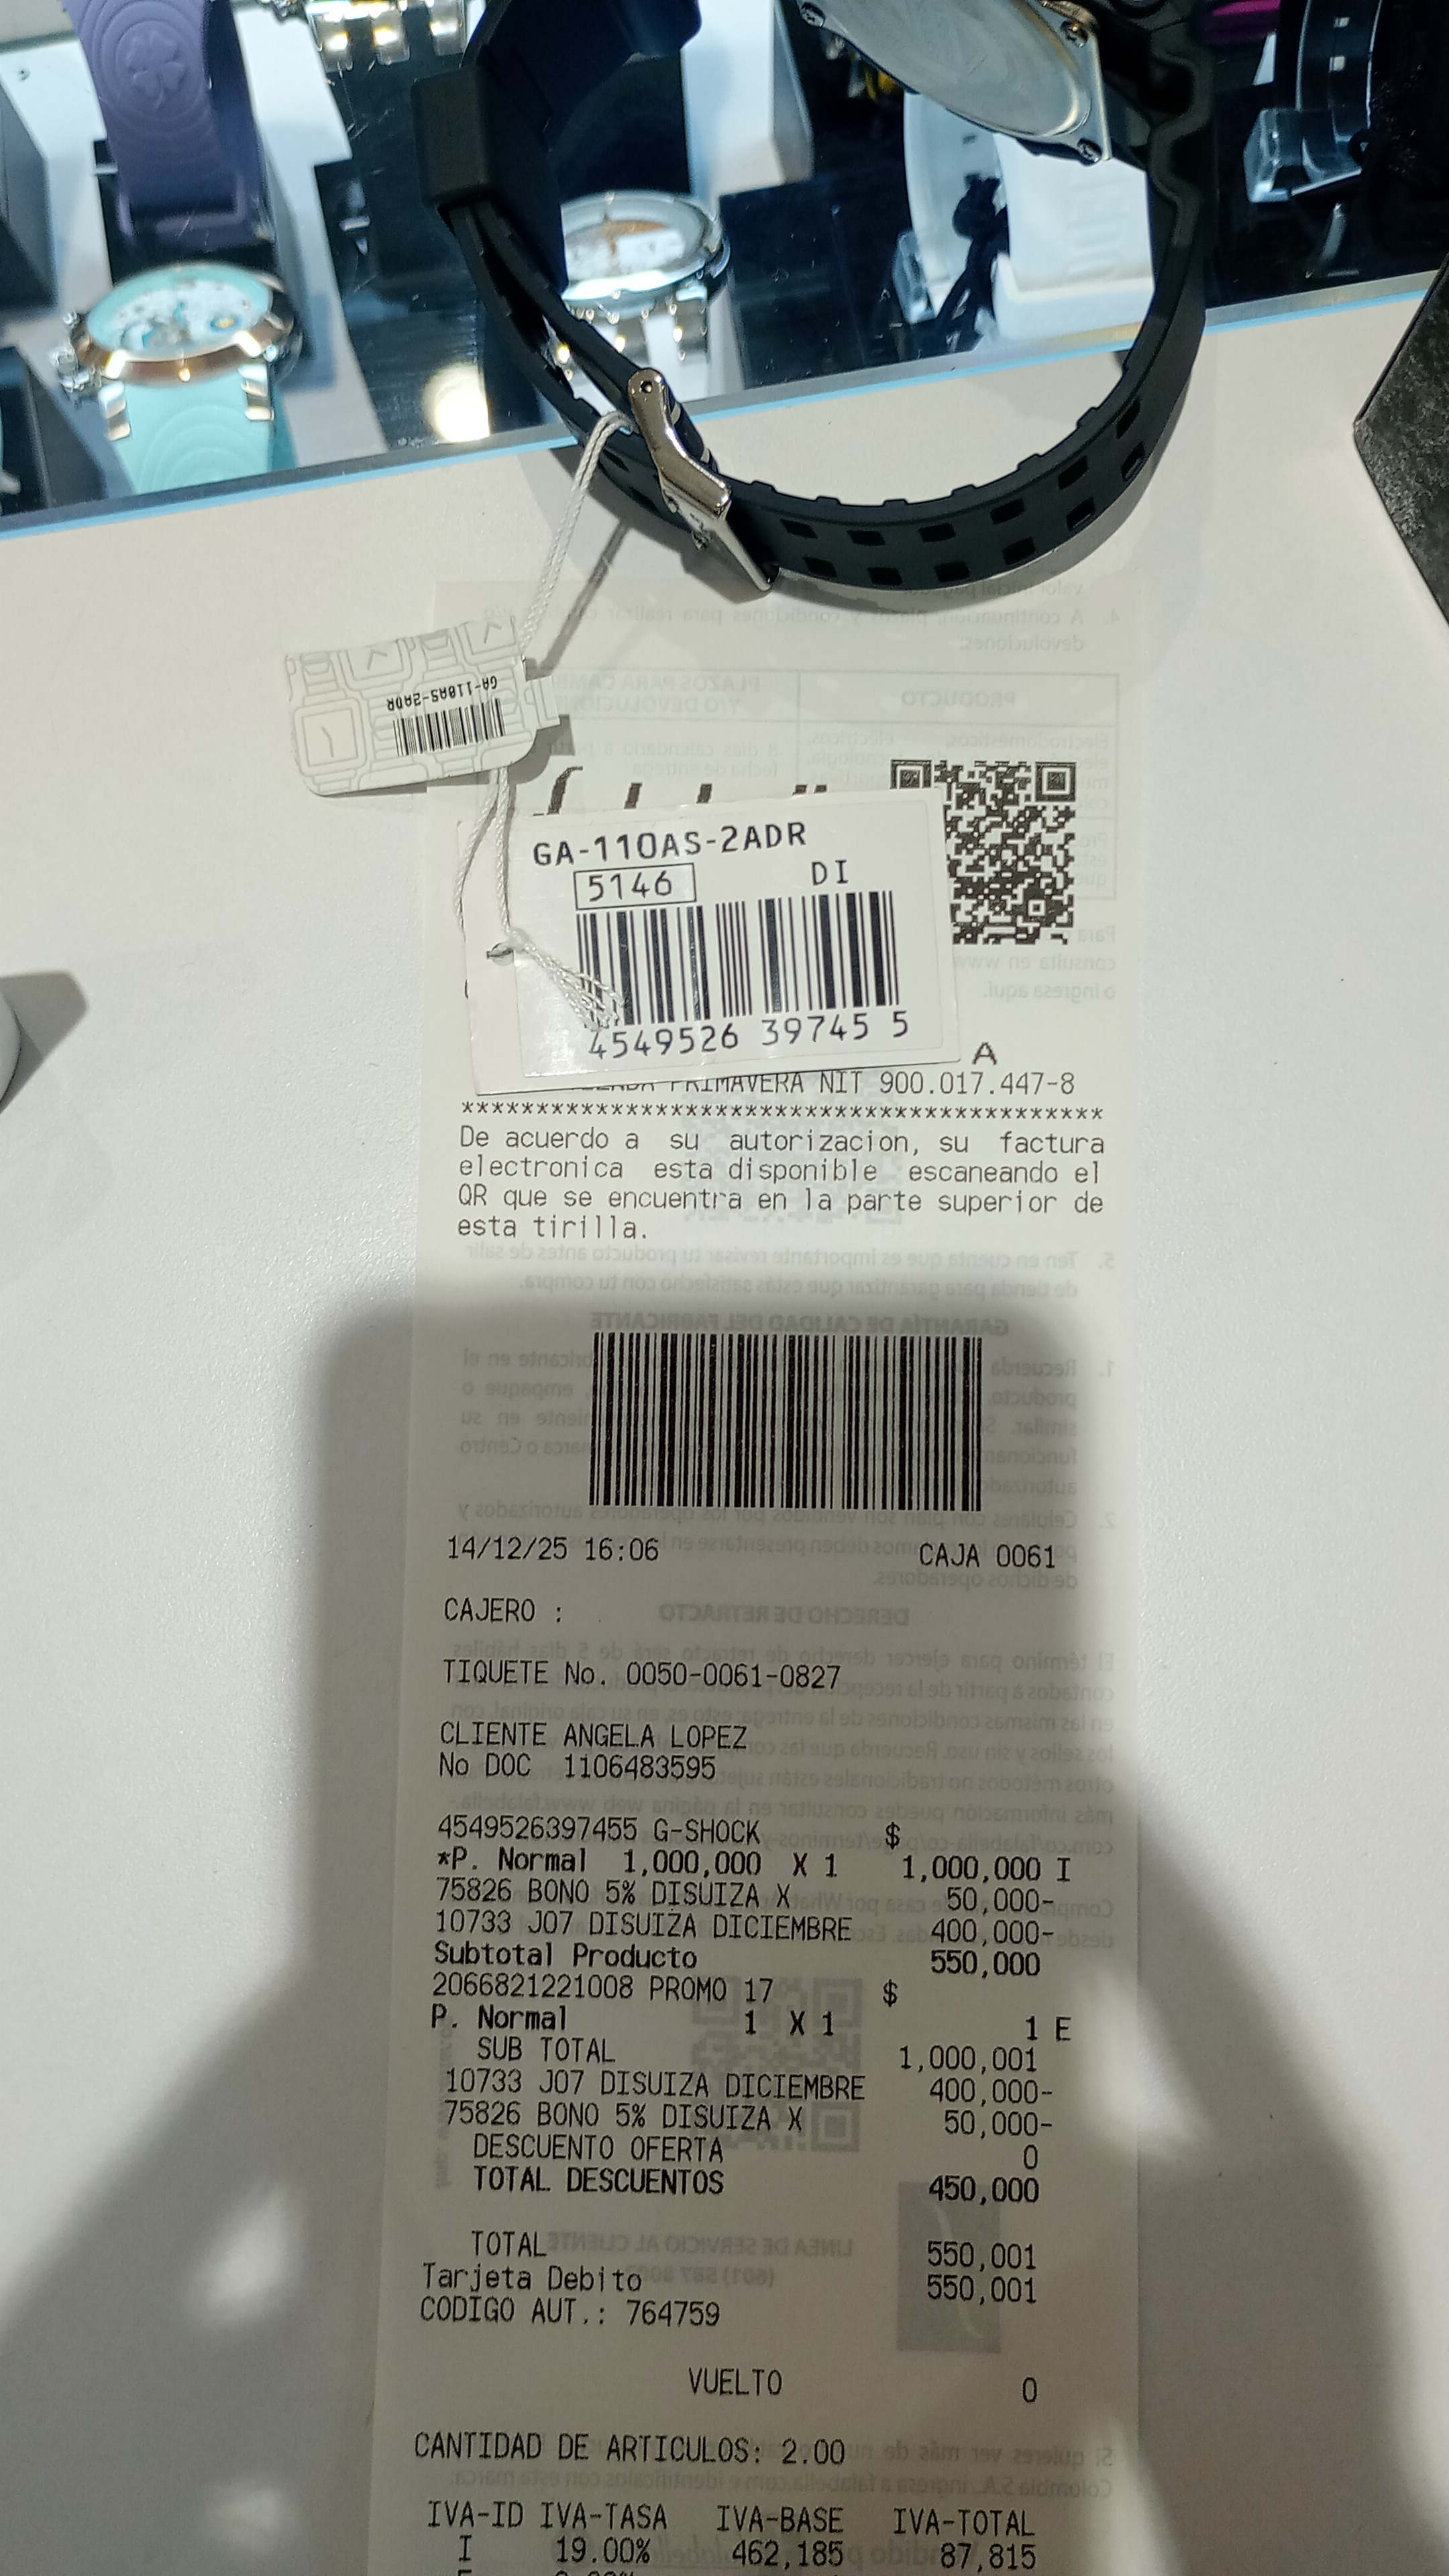 GA-110AS-2ADR
GA-110AS-2ADR
5146 DI
4549526 39745 5
A
PRIMAVERA NIT 900.017.447-8
******************************************
De acuerdo a su autorizacion, su factura
electronica esta disponible escaneando el
QR que se encuentra en la parte superior de
esta tirilla.
14/12/25 16:06 CAJA 0061
CAJERO :
TIQUETE No. 0050-0061-0827
CLIENTE ANGELA LOPEZ
No DOC 1106483595
4549526397455 G-SHOCK $
*P. Normal 1,000,000 X 1 1,000,000 I
75826 BONO 5% DISUIZA X 50,000-
10733 J07 DISUIZA DICIEMBRE 400,000-
Subtotal Producto 550,000
2066821221008 PROMO 17 $
P. Normal 1 X 1 1 E
SUB TOTAL 1,000,001
10733 J07 DISUIZA DICIEMBRE 400,000-
75826 BONO 5% DISUIZA X 50,000-
DESCUENTO OFERTA 0
TOTAL DESCUENTOS 450,000
TOTAL 550,001
Tarjeta Debito 550,001
CODIGO AUT.: 764759
VUELTO 0
CANTIDAD DE ARTICULOS: 2.00
IVA-ID IVA-TASA IVA-BASE IVA-TOTAL
I 19.00% 462,185 87,815